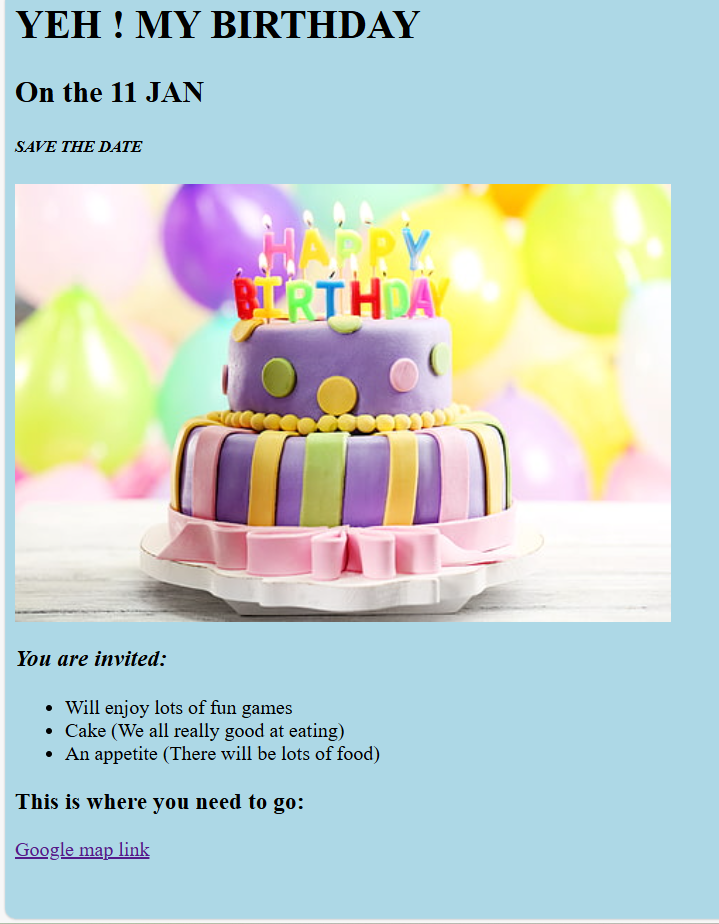 YEH ! MY BIRTHDAY
On the 11 JAN
SAVE THE DATE
HAPPY
BIRTHDAY
You are invited:
• Will enjoy lots of fun games
• Cake (We all really good at eating)
• An appetite (There will be lots of food)
This is where you need to go:
Google map link